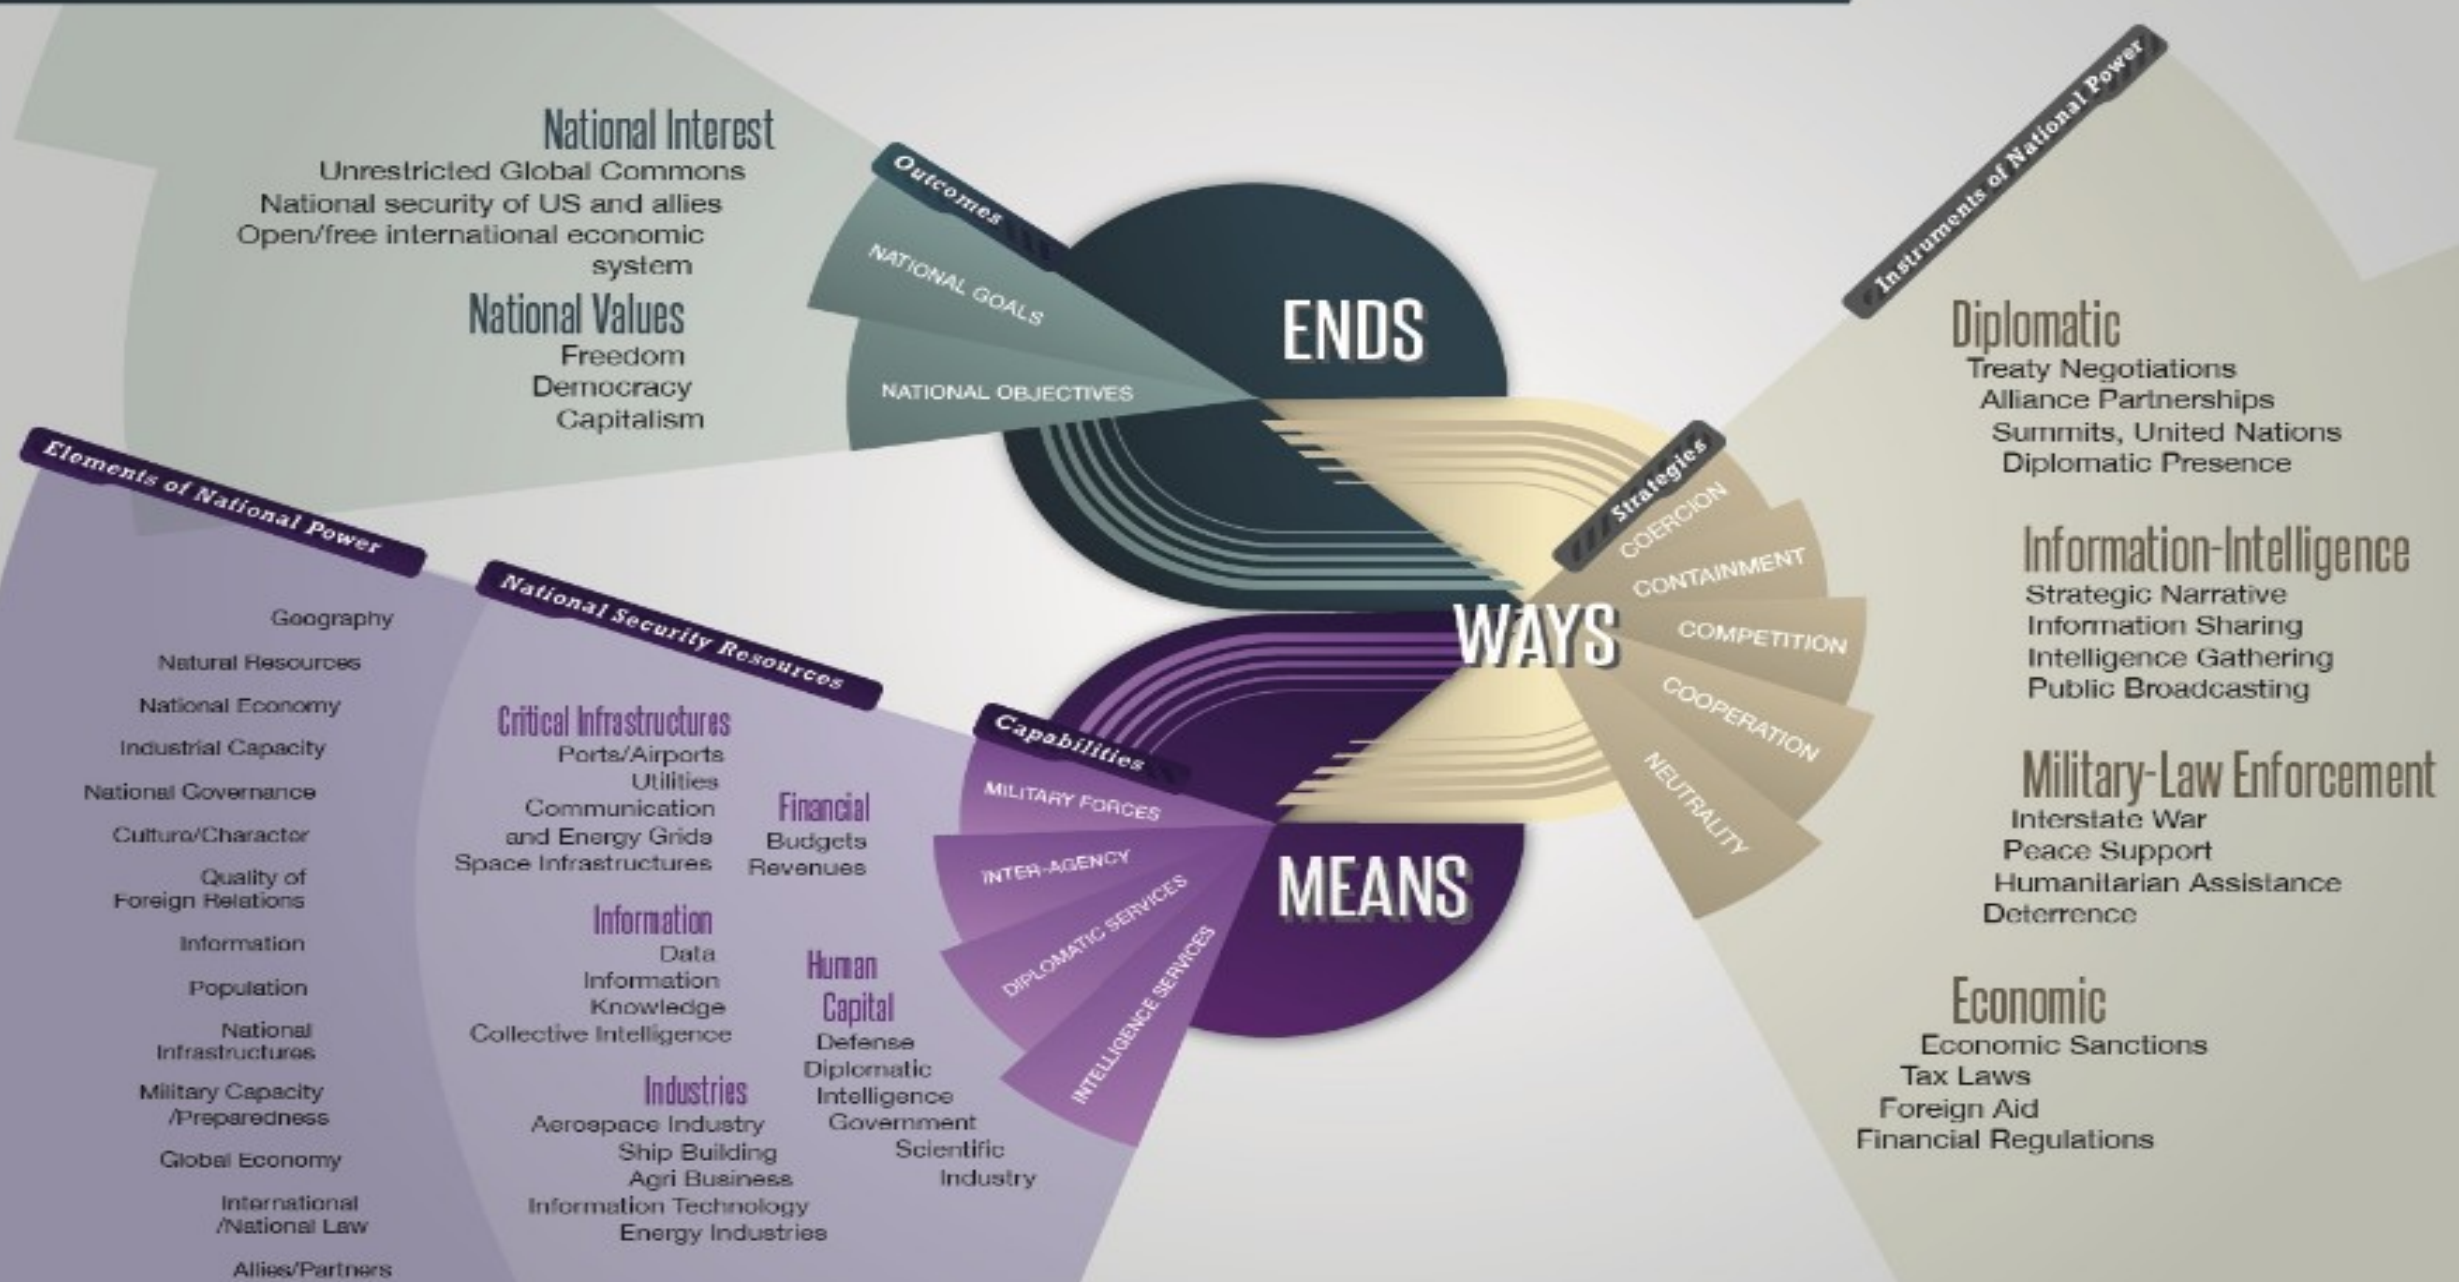 National Interest
Unrestricted Global Commons
National security of US and allies
Open/free international economic
system
National Values
Freedom
Democracy
Capitalism
Outcomes
NATIONAL GOALS
NATIONAL OBJECTIVES
ENDS
WAYS
MEANS
Strategies
COERCION
CONTAINMENT
COMPETITION
COOPERATION
NEUTRALITY
Instruments of National Power
Diplomatic
Treaty Negotiations
Alliance Partnerships
Summits, United Nations
Diplomatic Presence
Information-Intelligence
Strategic Narrative
Information Sharing
Intelligence Gathering
Public Broadcasting
Military-Law Enforcement
Interstate War
Peace Support
Humanitarian Assistance
Deterrence
Economic
Economic Sanctions
Tax Laws
Foreign Aid
Financial Regulations
Elements of National Power
Geography
Natural Resources
National Economy
Industrial Capacity
National Governance
Culture/Character
Quality of
Foreign Relations
Information
Population
National
Infrastructures
Military Capacity
/Preparedness
Global Economy
International
/National Law
Allies/Partners
National Security Resources
Critical Infrastructures
Ports/Airports
Utilities
Communication
and Energy Grids
Space Infrastructures
Financial
Budgets
Revenues
Information
Data
Information
Knowledge
Collective Intelligence
Human
Capital
Defense
Diplomatic
Intelligence
Government
Scientific
Industry
Industries
Aerospace Industry
Ship Building
Agri Business
Information Technology
Energy Industries
Capabilities
MILITARY FORCES
INTER-AGENCY
DIPLOMATIC SERVICES
INTELLIGENCE SERVICES